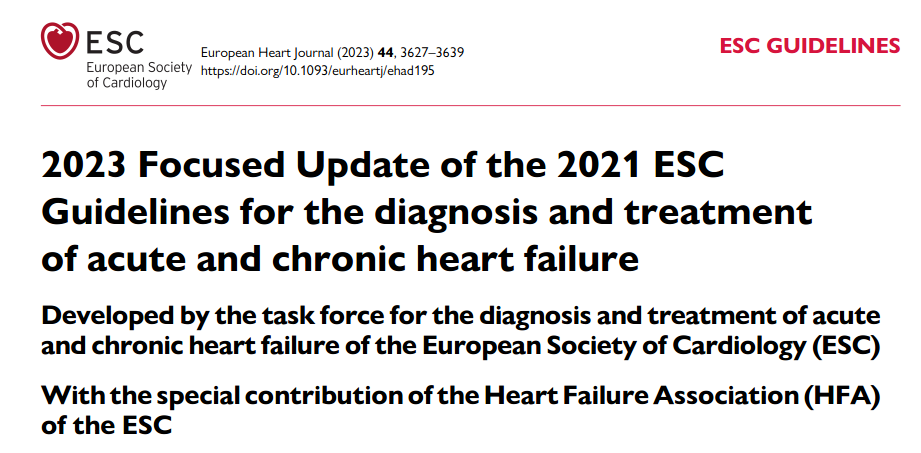 ESC
European Society
of Cardiology
European Heart Journal (2023) 44, 3627–3639
https://doi.org/10.1093/eurheartj/ehad195
ESC GUIDELINES
2023 Focused Update of the 2021 ESC
Guidelines for the diagnosis and treatment
of acute and chronic heart failure
Developed by the task force for the diagnosis and treatment of acute
and chronic heart failure of the European Society of Cardiology (ESC)
With the special contribution of the Heart Failure Association (HFA)
of the ESC